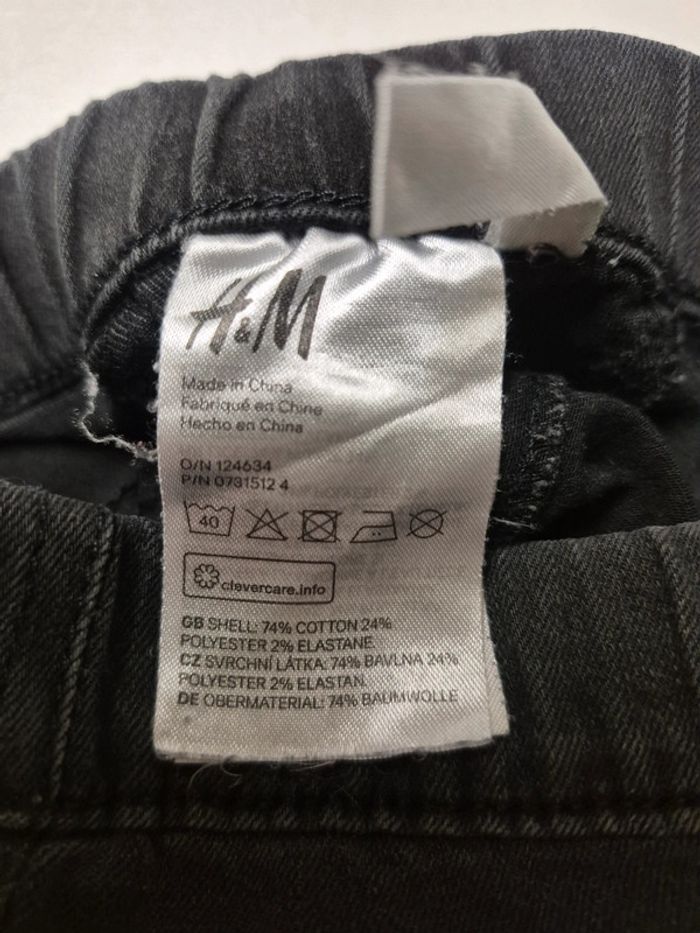 H&M
Made in China
Fabriqué en Chine
Hecho en China
O/N 124634
P/N 0731512 4
40
clevercare.info
GB SHELL: 74% COTTON 24%
POLYESTER 2% ELASTANE.
CZ SVRCHNÍ LÁTKA: 74% BAVLNA 24%
POLYESTER 2% ELASTAN.
DE OBERMATERIAL: 74% BAUMWOLLE